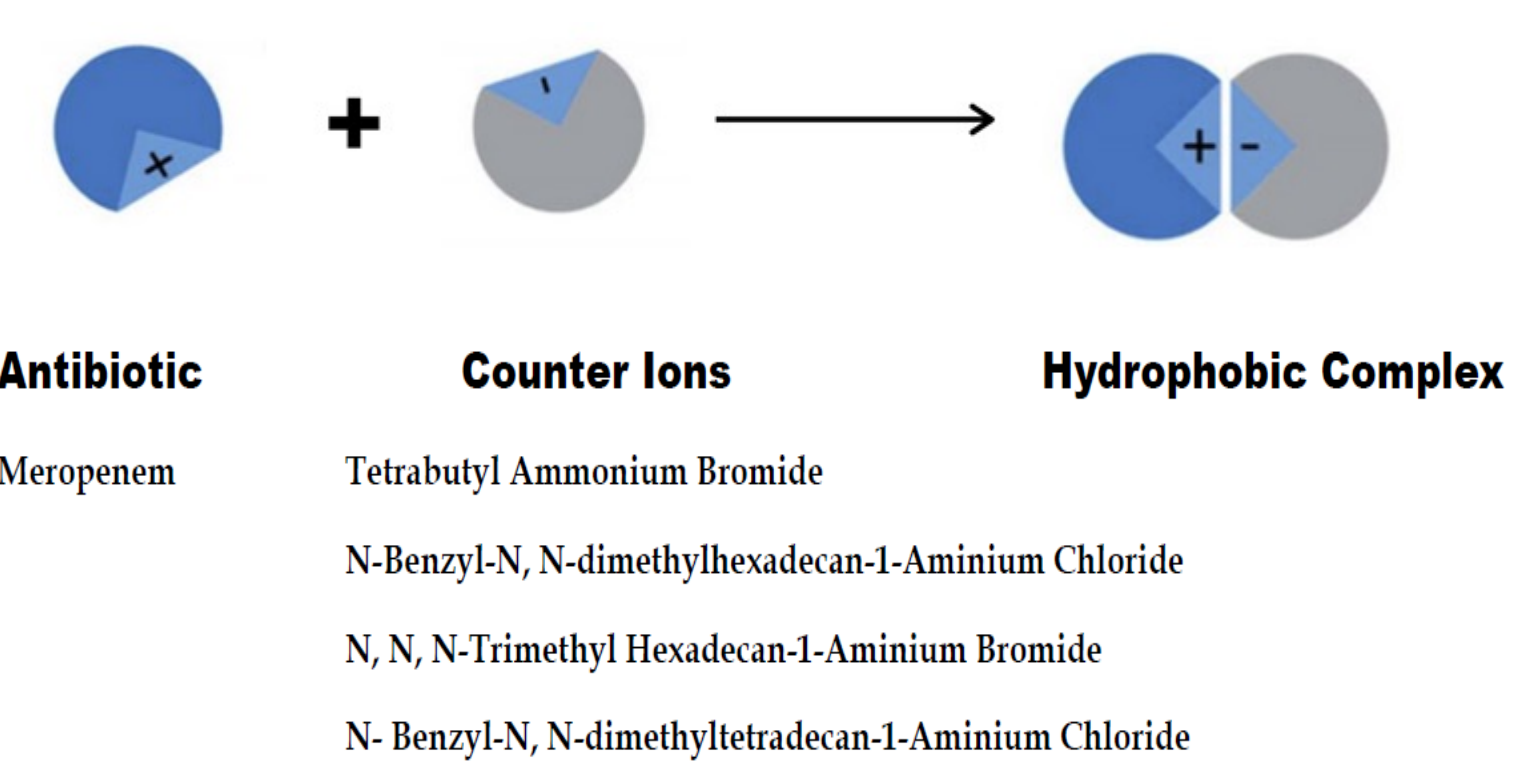 + + - + -
Antibiotic Counter Ions Hydrophobic Complex
Meropenem Tetrabutyl Ammonium Bromide
N-Benzyl-N, N-dimethylhexadecan-1-Aminium Chloride
N, N, N-Trimethyl Hexadecan-1-Aminium Bromide
N- Benzyl-N, N-dimethyltetradecan-1-Aminium Chloride